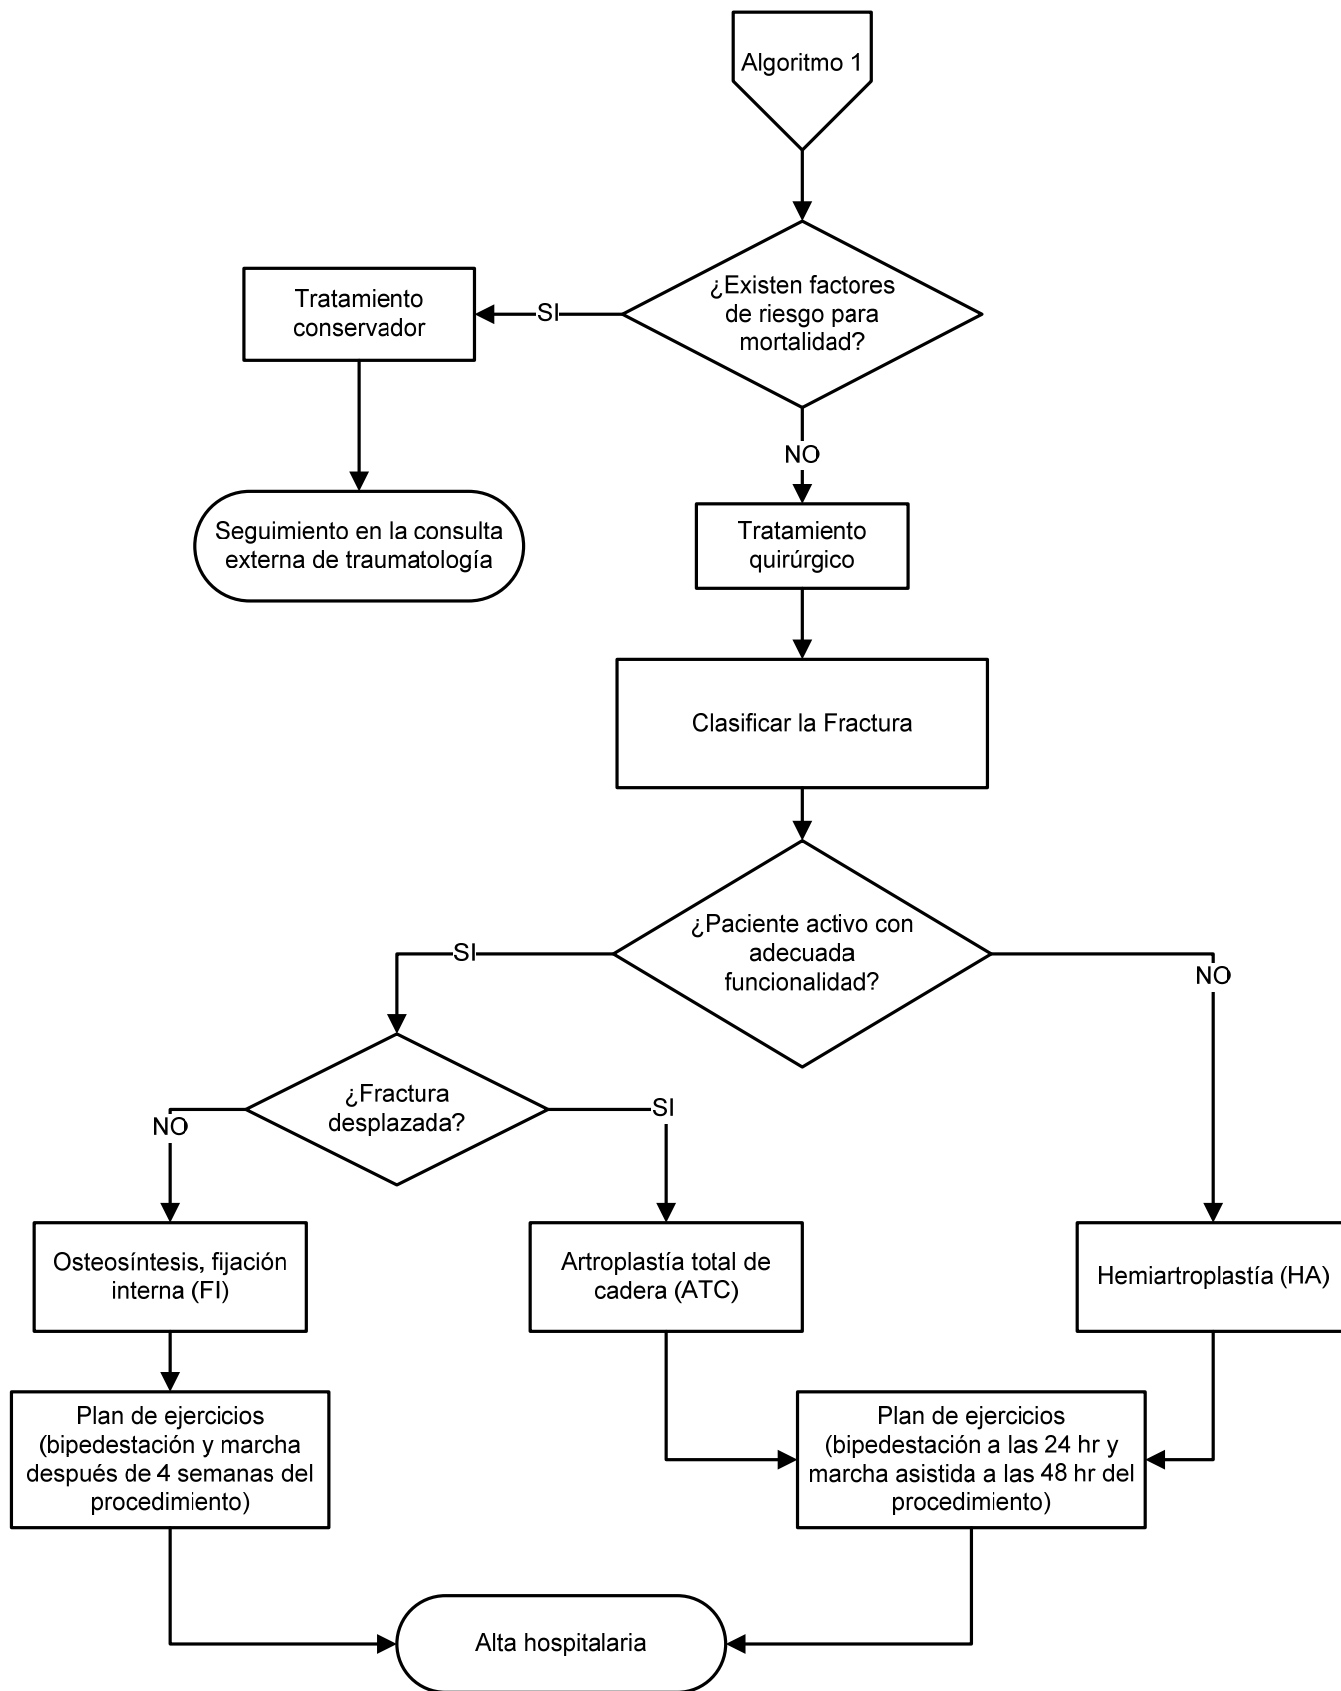 Algoritmo 1
¿Existen factores
de riesgo para
mortalidad?
SI
Tratamiento
conservador
NO
Seguimiento en la consulta
externa de traumatología
Tratamiento
quirúrgico
Clasificar la Fractura
¿Paciente activo con
adecuada
funcionalidad?
SI
NO
¿Fractura
desplazada?
NO
SI
Osteosíntesis, fijación
interna (FI)
Artroplastía total de
cadera (ATC)
Hemiartroplastía (HA)
Plan de ejercicios
(bipedestación y marcha
después de 4 semanas del
procedimiento)
Plan de ejercicios
(bipedestación a las 24 hr y
marcha asistida a las 48 hr del
procedimiento)
Alta hospitalaria